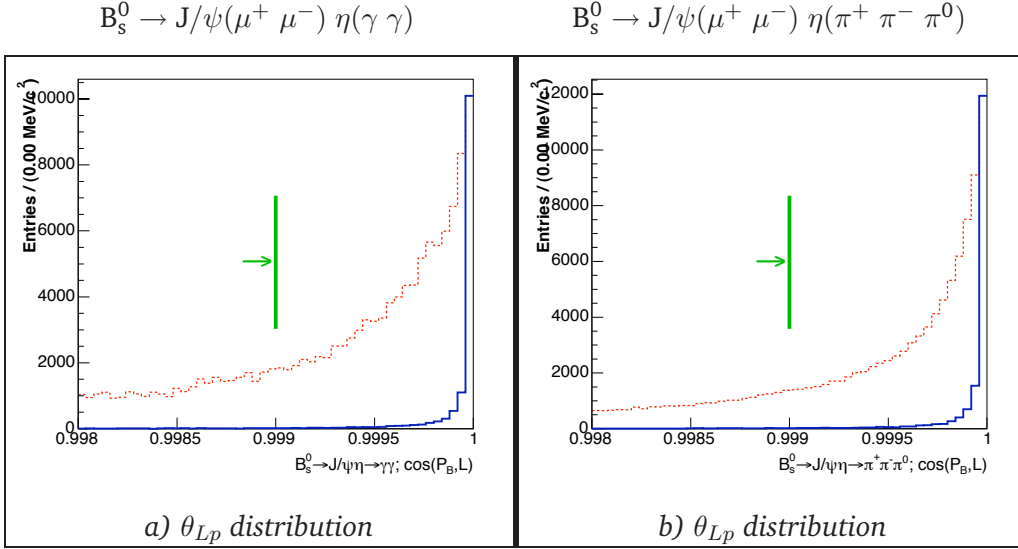 B⁰ₛ → J/ψ(μ⁺ μ⁻) η(γ γ)
B⁰ₛ → J/ψ(μ⁺ μ⁻) η(π⁺ π⁻ π⁰)
Entries / (0.00 MeV/c²)
10000
8000
6000
4000
2000
0
0.998 0.9985 0.999 0.9995 1
B⁰ₛ→J/ψη→γγ; cos(P_B,L)
a) θ_Lp distribution
Entries / (0.00 MeV/c²)
12000
10000
8000
6000
4000
2000
0
0.998 0.9985 0.999 0.9995 1
B⁰ₛ→J/ψη→π⁺π⁻π⁰; cos(P_B,L)
b) θ_Lp distribution